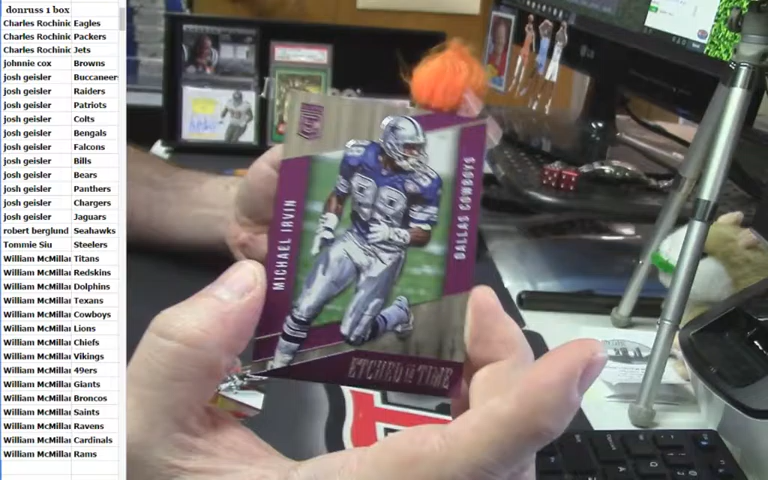 donruss 1 box
Charles Rochinic Eagles
Charles Rochinic Packers
Charles Rochinic Jets
johnnie cox Browns
josh geisler Buccaneers
josh geisler Raiders
josh geisler Patriots
josh geisler Colts
josh geisler Bengals
josh geisler Falcons
josh geisler Bills
josh geisler Bears
josh geisler Panthers
josh geisler Chargers
josh geisler Jaguars
robert berglund Seahawks
Tommie Siu Steelers
William McMillar Titans
William McMillar Redskins
William McMillar Dolphins
William McMillar Texans
William McMillar Cowboys
William McMillar Lions
William McMillar Chiefs
William McMillar Vikings
William McMillar 49ers
William McMillar Giants
William McMillar Broncos
William McMillar Saints
William McMillar Ravens
William McMillar Cardinals
William McMillar Rams
MICHAEL IRVIN
DALLAS COWBOYS
88
ETCHED IN TIME